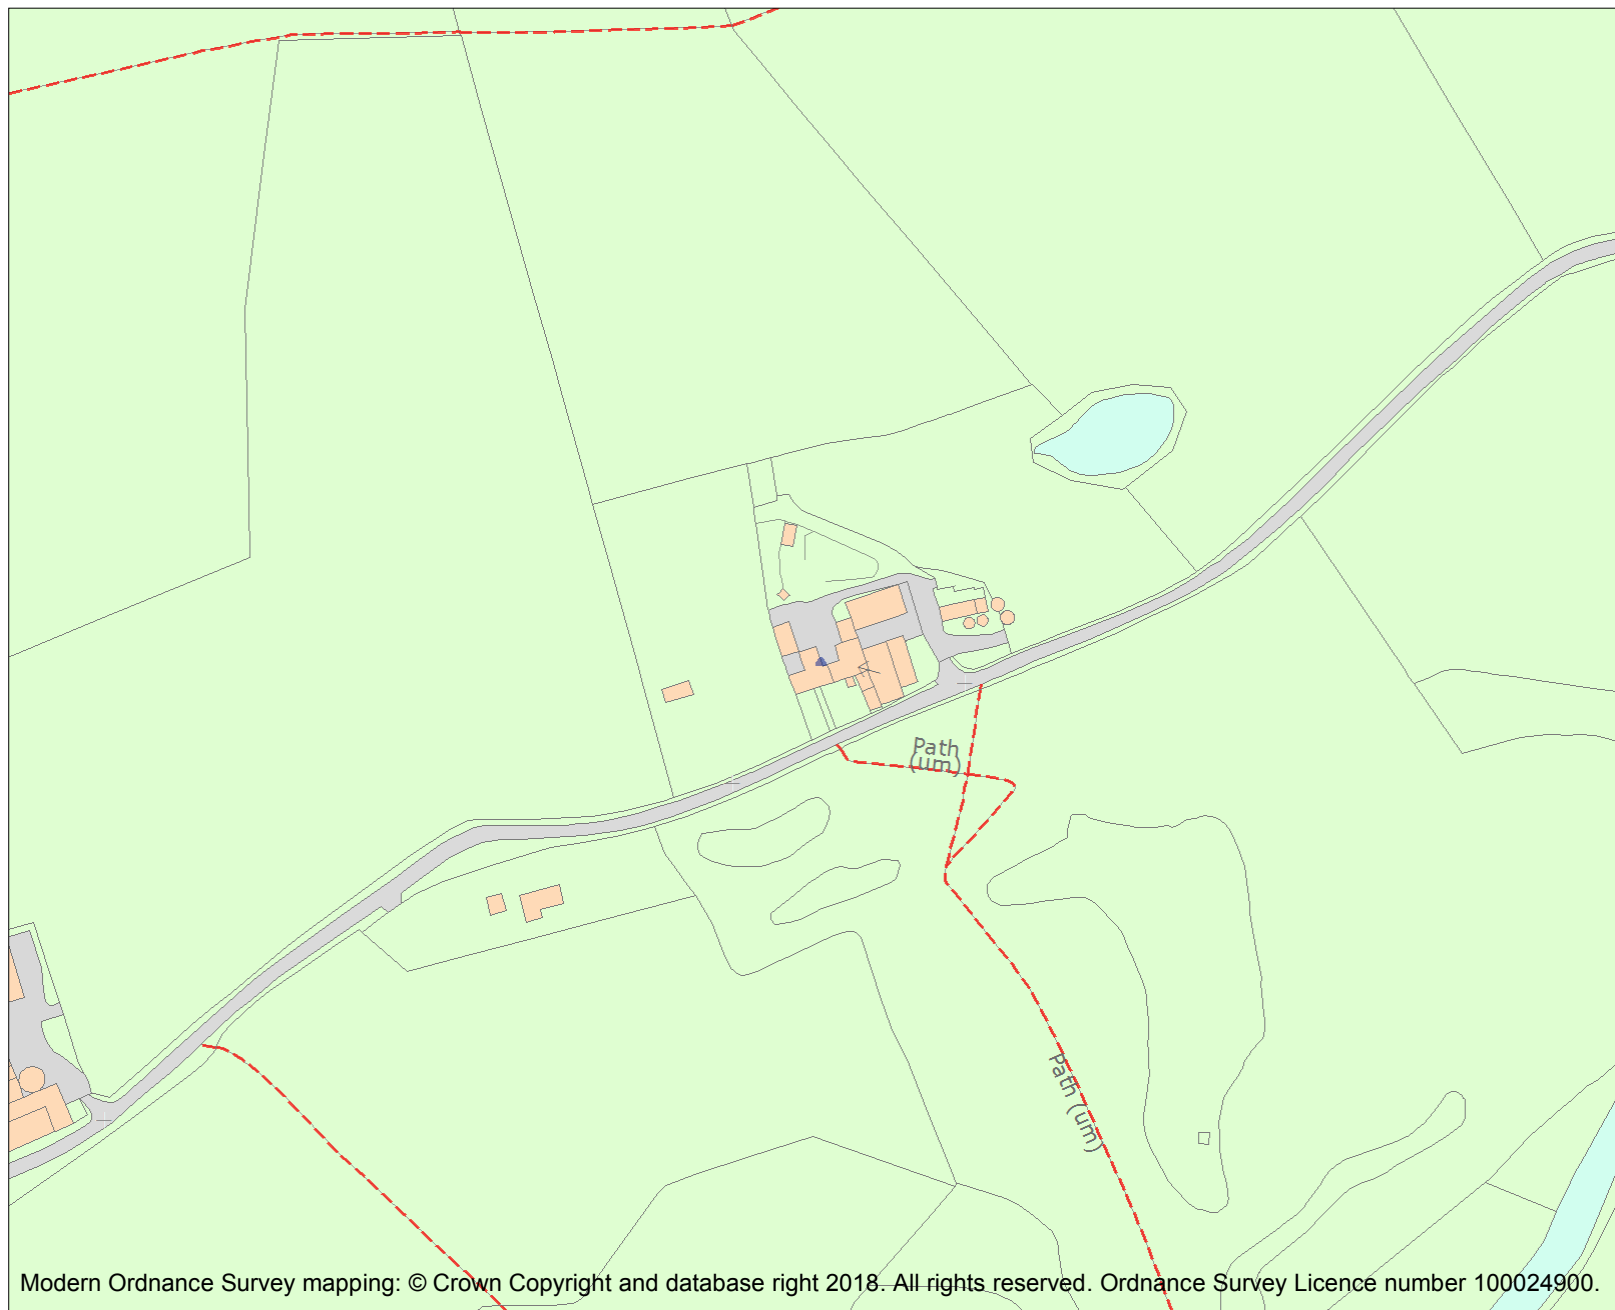 Path
(um)
Path (um)
Modern Ordnance Survey mapping: © Crown Copyright and database right 2018. All rights reserved. Ordnance Survey Licence number 100024900.